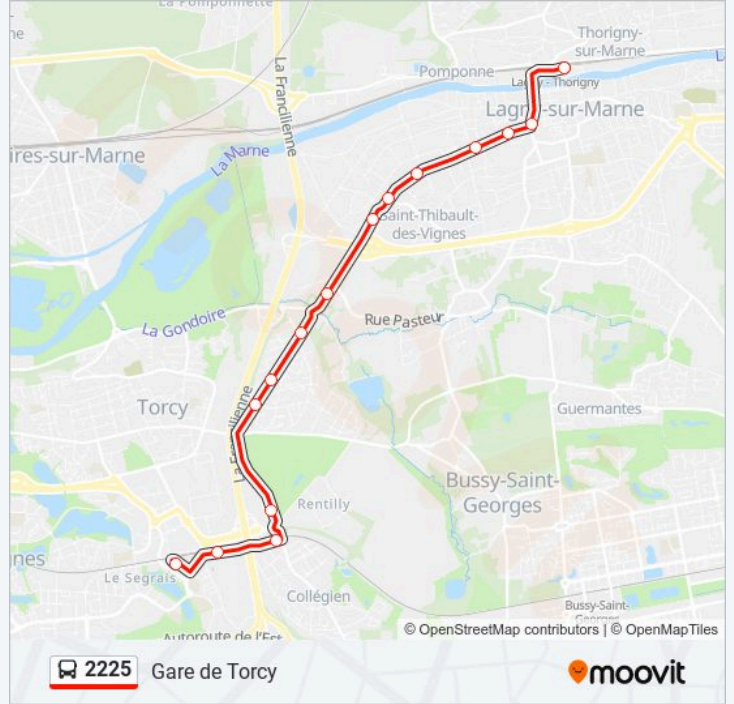 La Pomponnette
Thorigny-
sur-Marne
La Francilienne
Pomponne
Lagny - Thorigny
Lagny-sur-Marne
ires-sur-Marne
La Marne
Saint-Thibault-
des-Vignes
La Gondoire
Rue Pasteur
Torcy
La Francilienne
Guermantes
Bussy-Saint-
Georges
Rentilly
nes
Le Segrais
Collégien
Bussy-Saint-
Georges
Autoroute de l'Est
© OpenStreetMap contributors | © OpenMapTiles
2225 Gare de Torcy
moovit